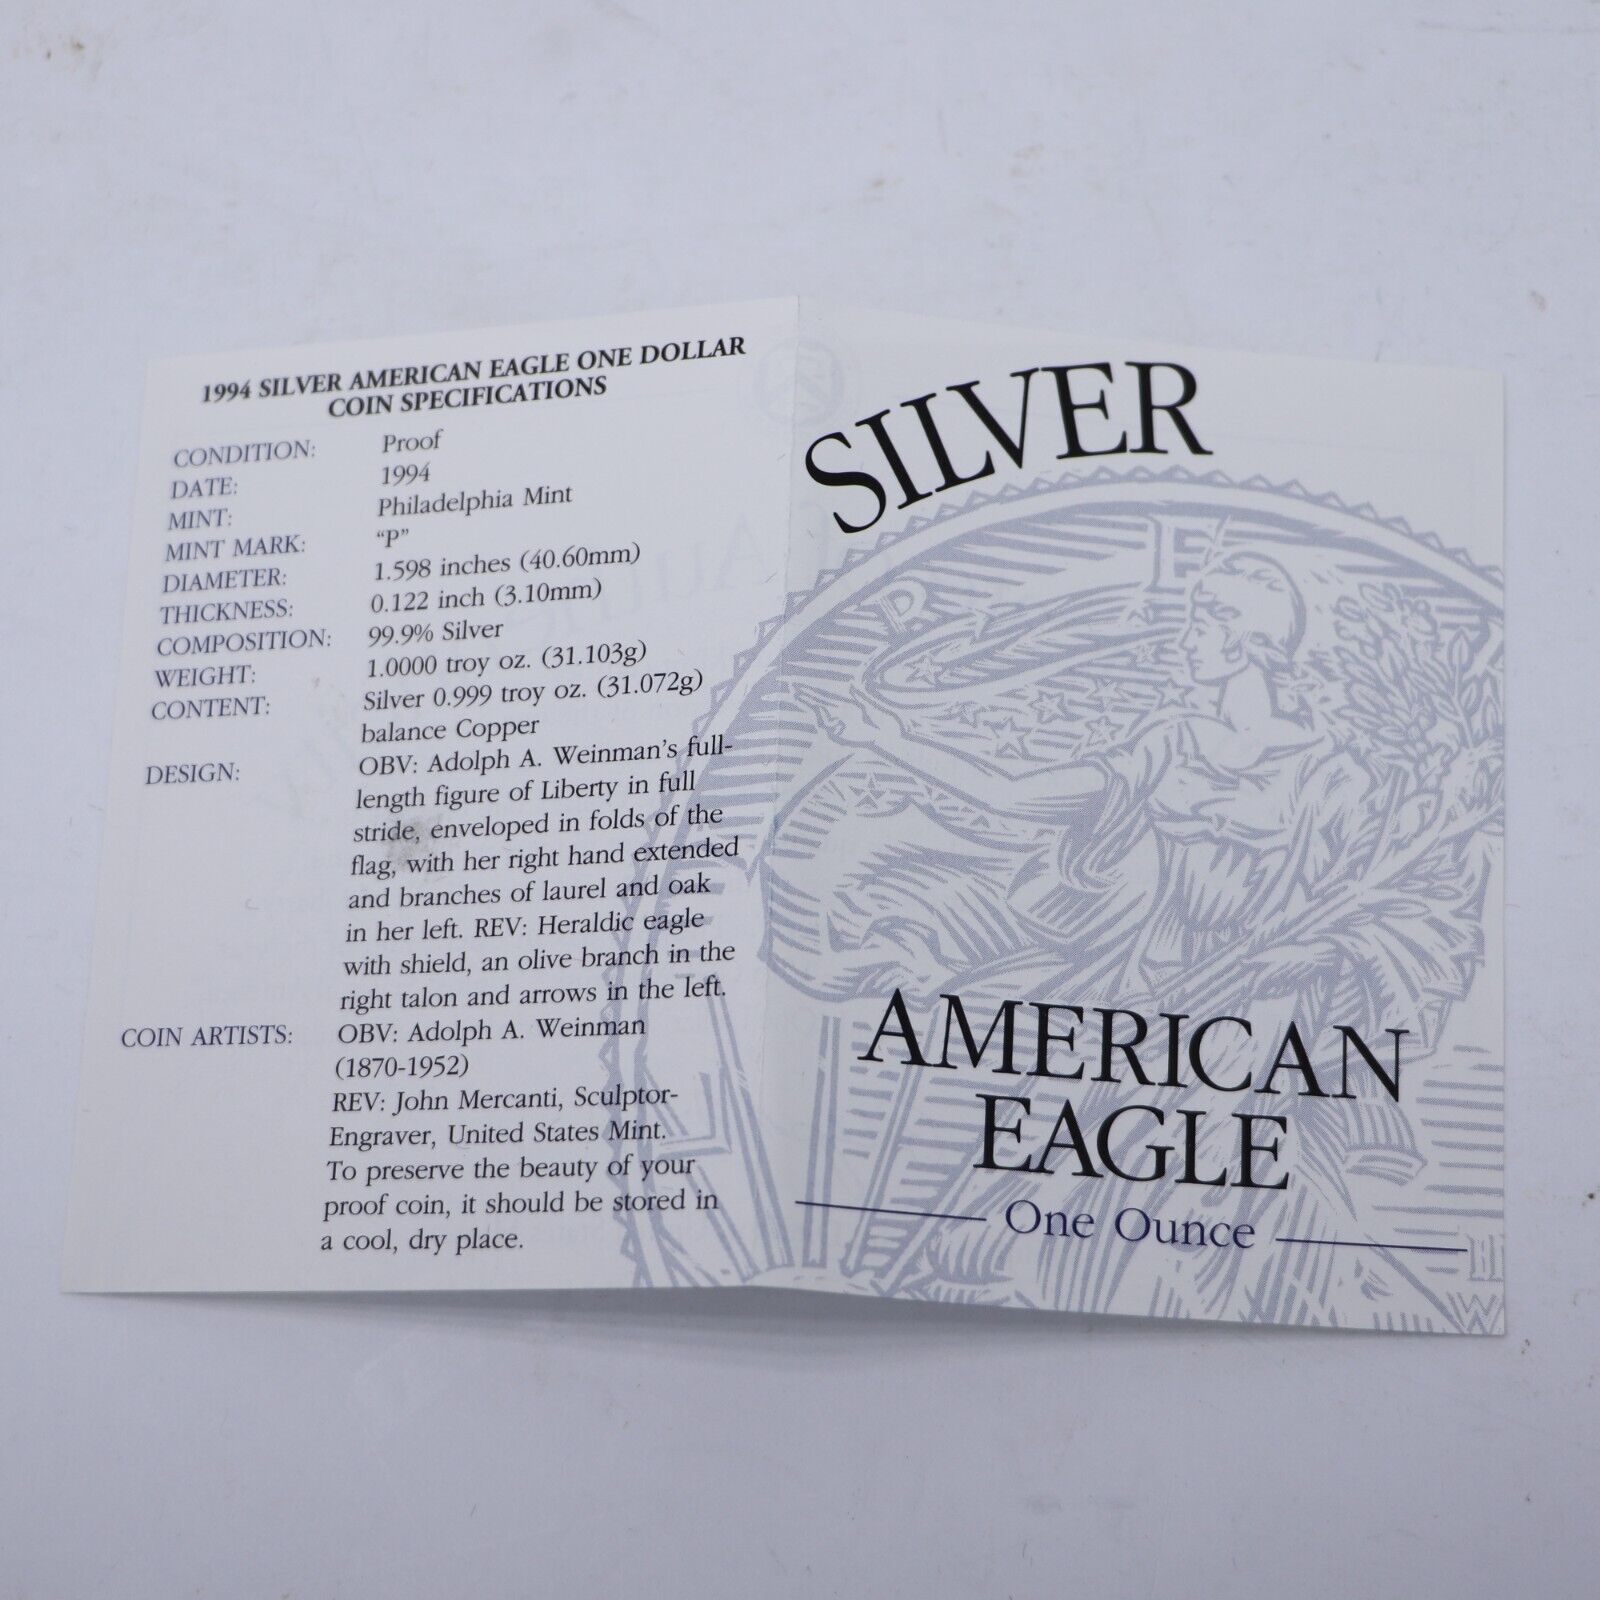 1994 SILVER AMERICAN EAGLE ONE DOLLAR
COIN SPECIFICATIONS
CONDITION: Proof
DATE: 1994
MINT: Philadelphia Mint
MINT MARK: “P”
DIAMETER: 1.598 inches (40.60mm)
THICKNESS: 0.122 inch (3.10mm)
COMPOSITION: 99.9% Silver
WEIGHT: 1.0000 troy oz. (31.103g)
CONTENT: Silver 0.999 troy oz. (31.072g)
balance Copper
DESIGN: OBV: Adolph A. Weinman’s full-
length figure of Liberty in full
stride, enveloped in folds of the
flag, with her right hand extended
and branches of laurel and oak
in her left. REV: Heraldic eagle
with shield, an olive branch in the
right talon and arrows in the left.
COIN ARTISTS: OBV: Adolph A. Weinman
(1870-1952)
REV: John Mercanti, Sculptor-
Engraver, United States Mint.
To preserve the beauty of your
proof coin, it should be stored in
a cool, dry place.
SILVER
AMERICAN
EAGLE
One Ounce